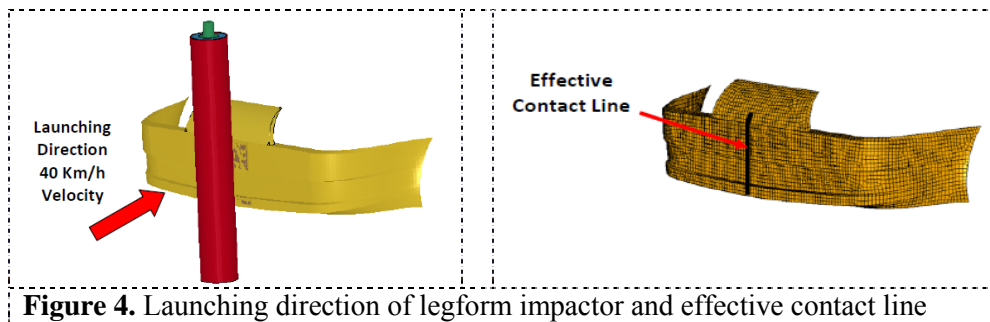 Launching
Direction
40 Km/h
Velocity
Effective
Contact Line
Figure 4. Launching direction of legform impactor and effective contact line